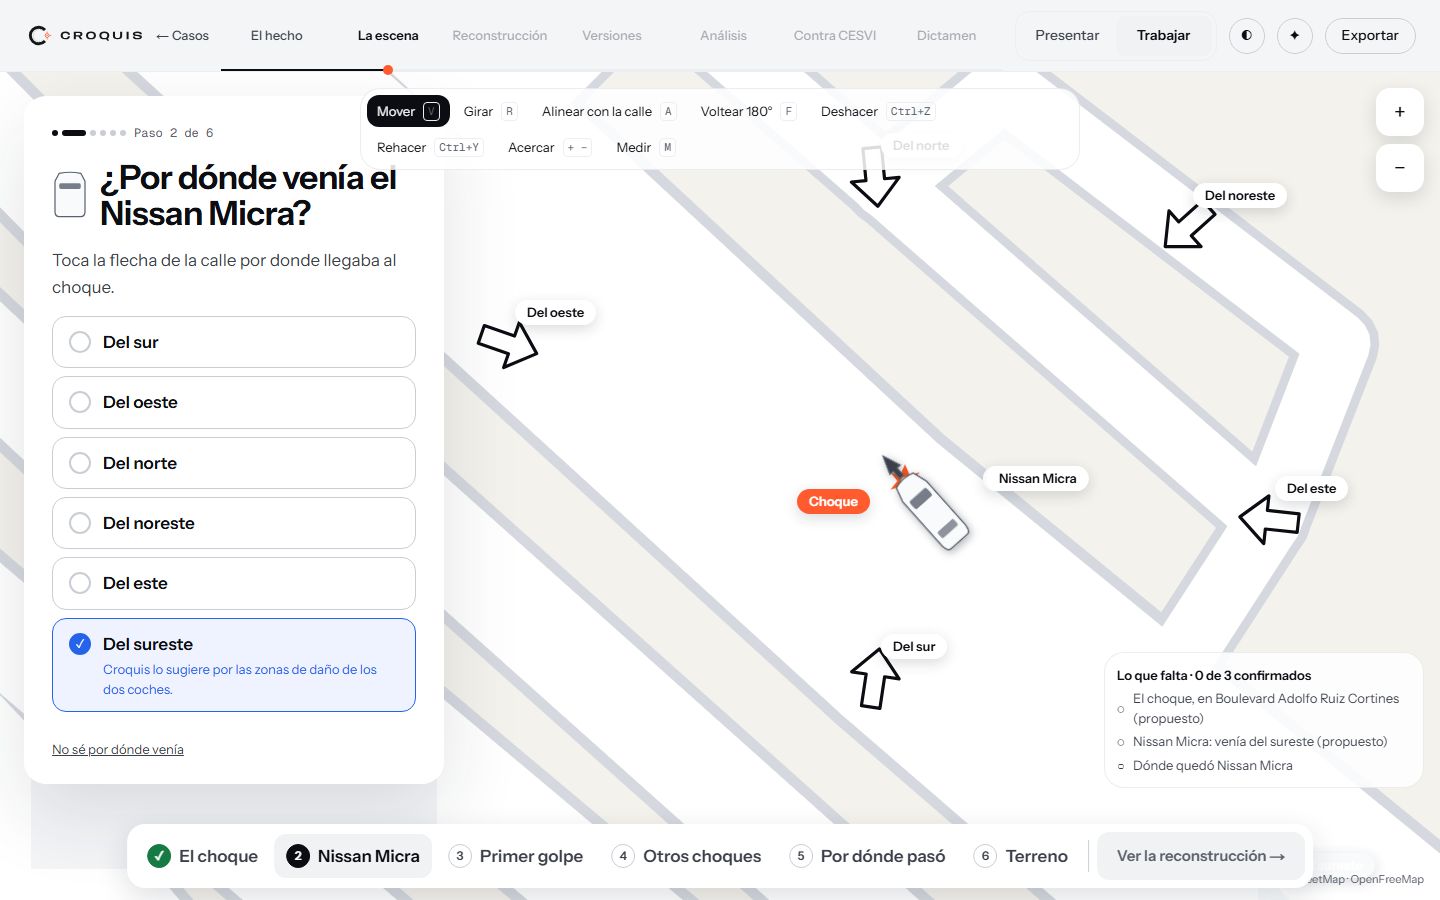 CROQUIS
← Casos
El hecho
La escena
Reconstrucción
Versiones
Análisis
Contra CESVI
Dictamen
Presentar
Trabajar
Exportar
Mover V
Girar R
Alinear con la calle A
Voltear 180° F
Deshacer Ctrl+Z
Rehacer Ctrl+Y
Acercar + −
Medir M
Paso 2 de 6
¿Por dónde venía el
Nissan Micra?
Toca la flecha de la calle por donde llegaba al
choque.
Del sur
Del oeste
Del norte
Del noreste
Del este
Del sureste
Croquis lo sugiere por las zonas de daño de los
dos coches.
No sé por dónde venía
Del norte
Del noreste
Del oeste
Nissan Micra
Choque
Del este
Del sur
+
−
Lo que falta · 0 de 3 confirmados
El choque, en Boulevard Adolfo Ruiz Cortines
(propuesto)
Nissan Micra: venía del sureste (propuesto)
Dónde quedó Nissan Micra
El choque
2 Nissan Micra
3 Primer golpe
4 Otros choques
5 Por dónde pasó
6 Terreno
Ver la reconstrucción →
eetMap · OpenFreeMap